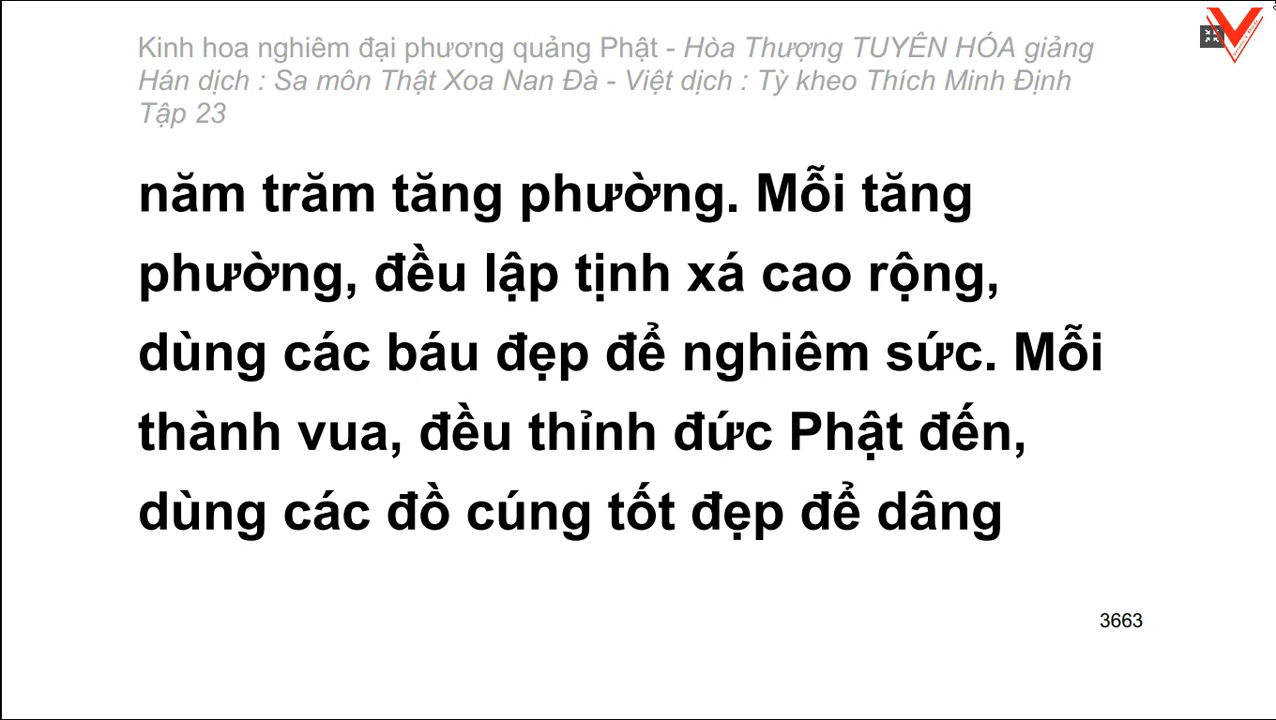 Kinh hoa nghiêm đại phương quảng Phật - Hòa Thượng TUYÊN HÓA giảng
Hán dịch : Sa môn Thật Xoa Nan Đà - Việt dịch : Tỳ kheo Thích Minh Định
Tập 23
năm trăm tăng phường. Mỗi tăng
phường, đều lập tịnh xá cao rộng,
dùng các báu đẹp để nghiêm sức. Mỗi
thành vua, đều thỉnh đức Phật đến,
dùng các đồ cúng tốt đẹp để dâng
3663